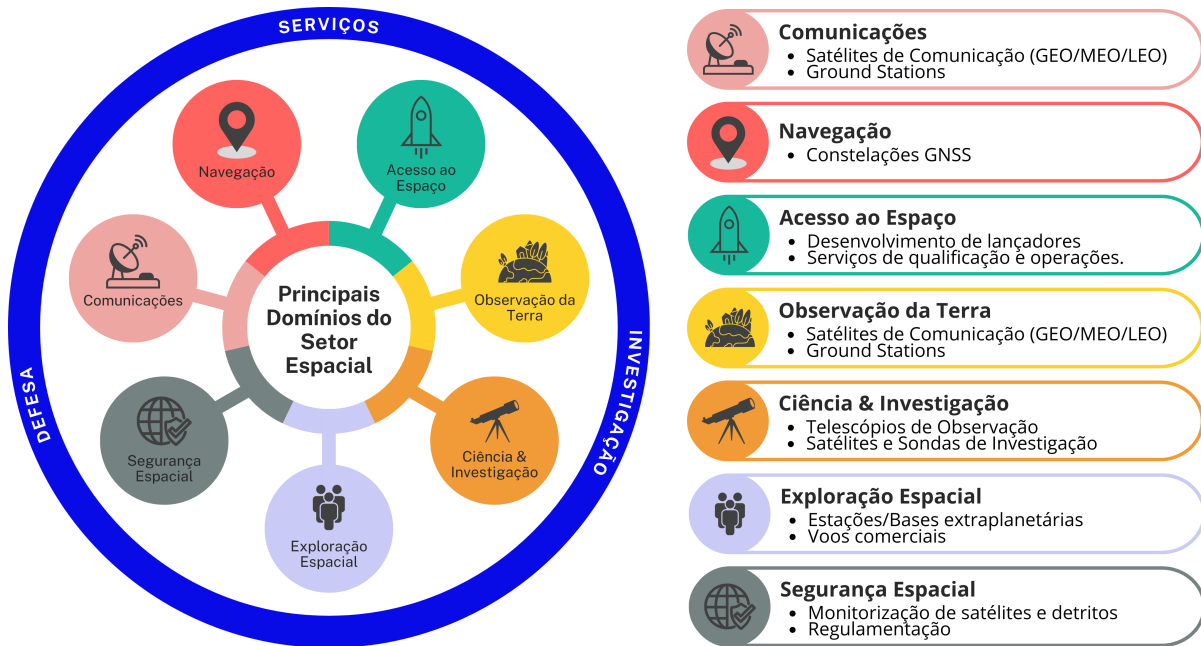 SERVIÇOS
DEFESA
INVESTIGAÇÃO
Navegação
Acesso ao
Espaço
Comunicações
Observação da
Terra
Principais
Domínios do
Setor
Espacial
Segurança
Espacial
Ciência &
Investigação
Exploração
Espacial
Comunicações
• Satélites de Comunicação (GEO/MEO/LEO)
• Ground Stations
Navegação
• Constelações GNSS
Acesso ao Espaço
• Desenvolvimento de lançadores
• Serviços de qualificação e operações.
Observação da Terra
• Satélites de Comunicação (GEO/MEO/LEO)
• Ground Stations
Ciência & Investigação
• Telescópios de Observação
• Satélites e Sondas de Investigação
Exploração Espacial
• Estações/Bases extraplanetárias
• Voos comerciais
Segurança Espacial
• Monitorização de satélites e detritos
• Regulamentação